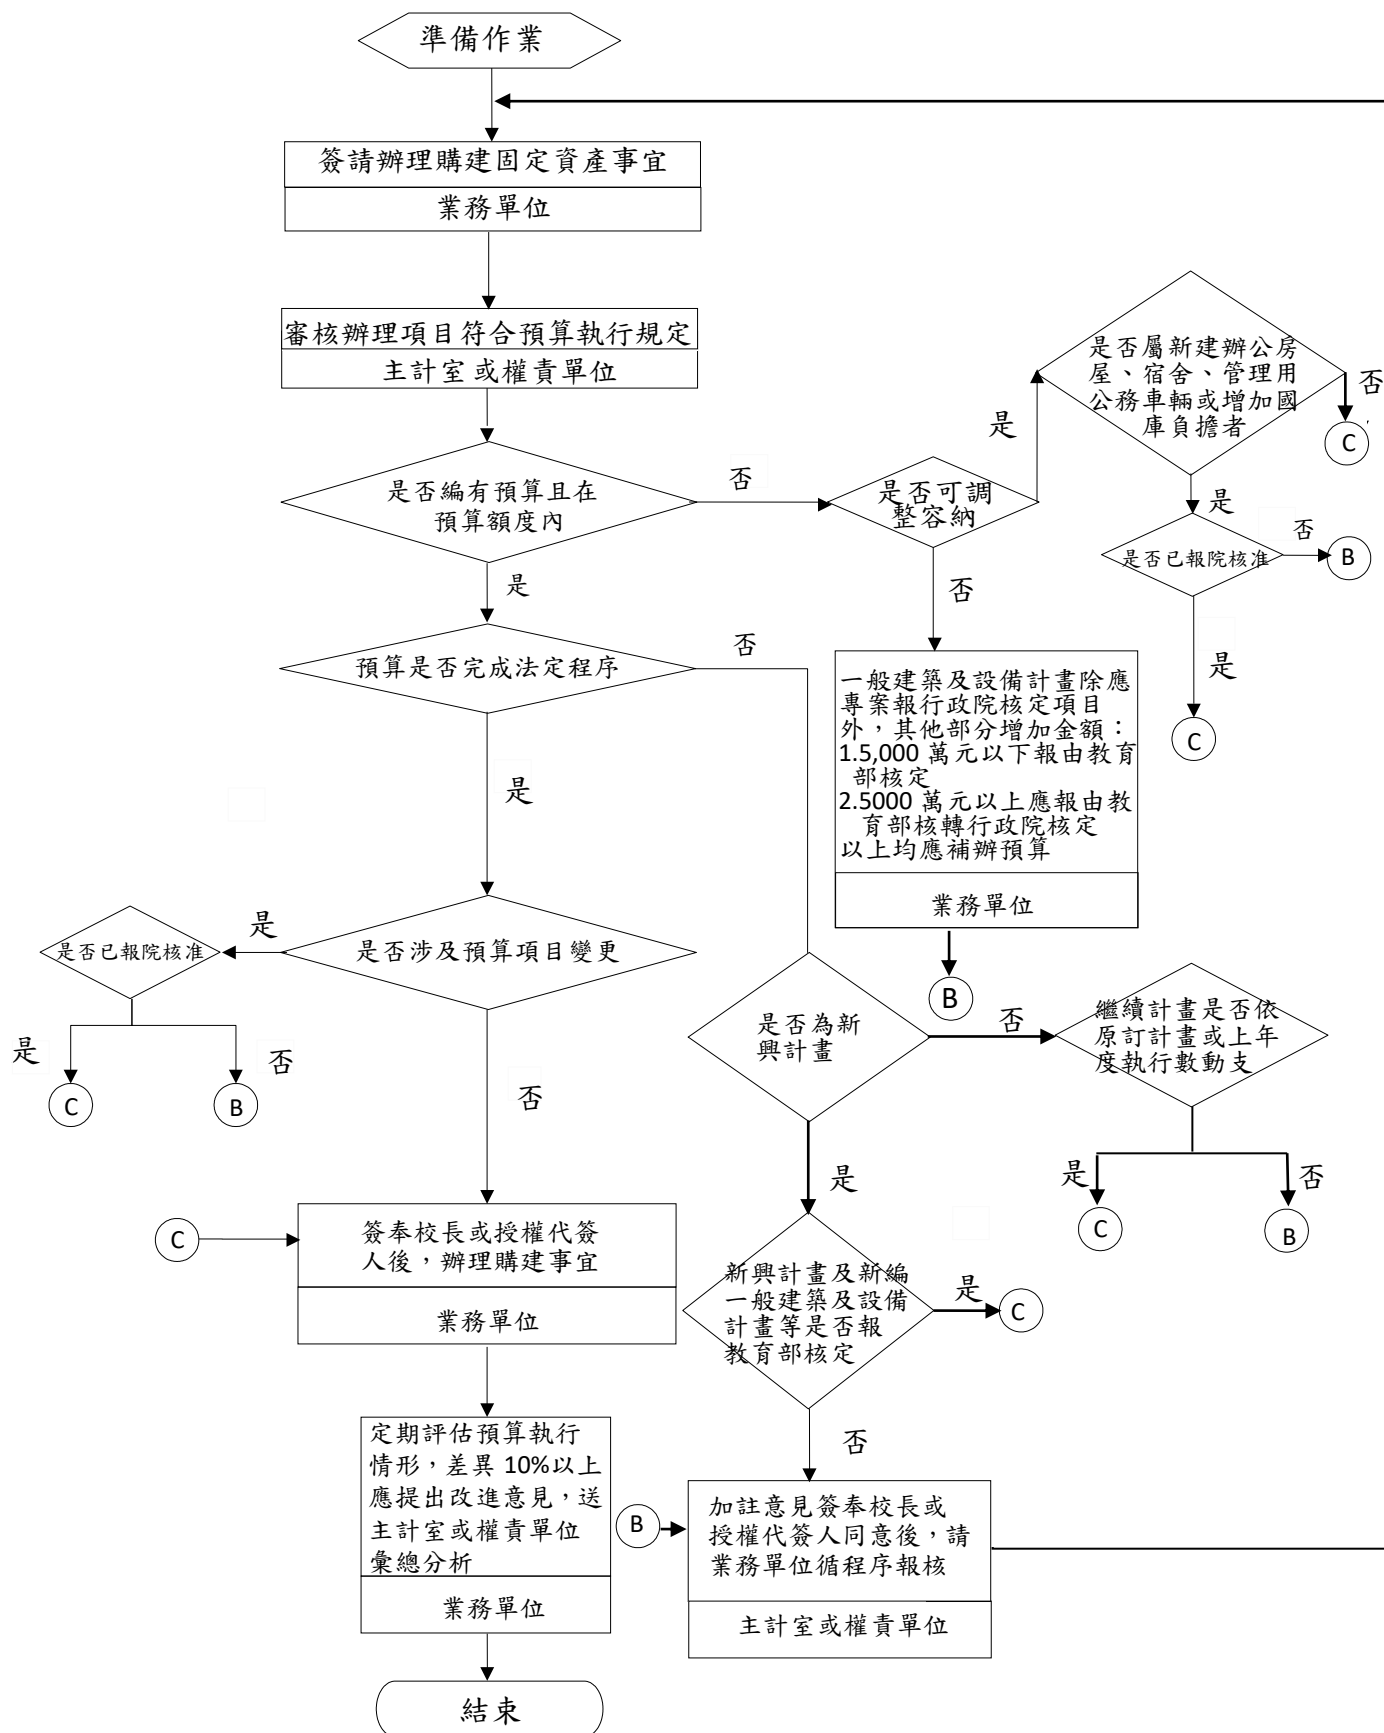 準備作業
簽請辦理購建固定資產事宜
業務單位
審核辦理項目符合預算執行規定
主計室或權責單位
是否編有預算且在
預算額度內
否
是否可調
整容納
是
是否屬新建辦公房
屋、宿舍、管理用
公務車輛或增加國
庫負擔者
否
C
是
是否已報院核准
否
B
是
C
否
一般建築及設備計畫除應
專案報行政院核定項目
外，其他部分增加金額：
1.5,000 萬元以下報由教育
部核定
2.5000 萬元以上應報由教
育部核轉行政院核定
以上均應補辦預算
業務單位
B
是
預算是否完成法定程序
否
是
是否涉及預算項目變更
是
是否已報院核准
是
C
否
B
否
是否為新
興計畫
否
繼續計畫是否依
原訂計畫或上年
度執行數動支
是
C
否
B
是
新興計畫及新編
一般建築及設備
計畫等是否報
教育部核定
是
C
否
C
簽奉校長或授權代簽
人後，辦理購建事宜
業務單位
定期評估預算執行
情形，差異 10%以上
應提出改進意見，送
主計室或權責單位
彙總分析
業務單位
B
加註意見簽奉校長或
授權代簽人同意後，請
業務單位循程序報核
主計室或權責單位
結束